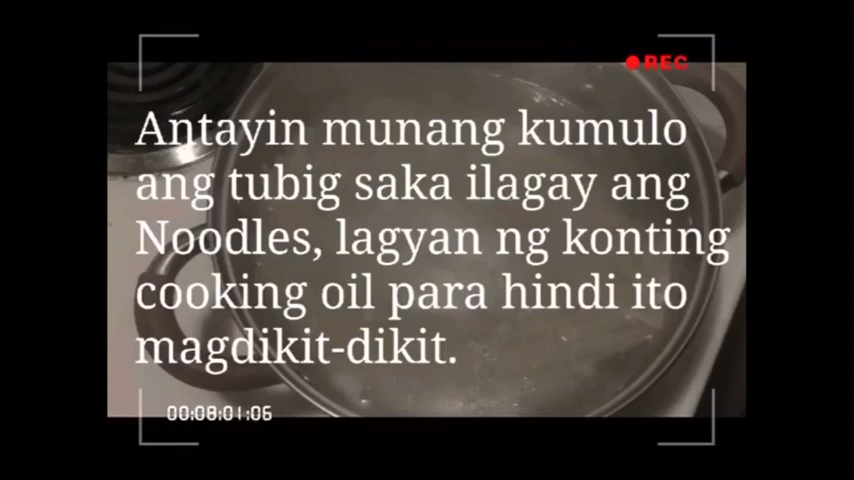 REC
Antayin munang kumulo
ang tubig saka ilagay ang
Noodles, lagyan ng konting
cooking oil para hindi ito
magdikit-dikit.
00:08:01:06